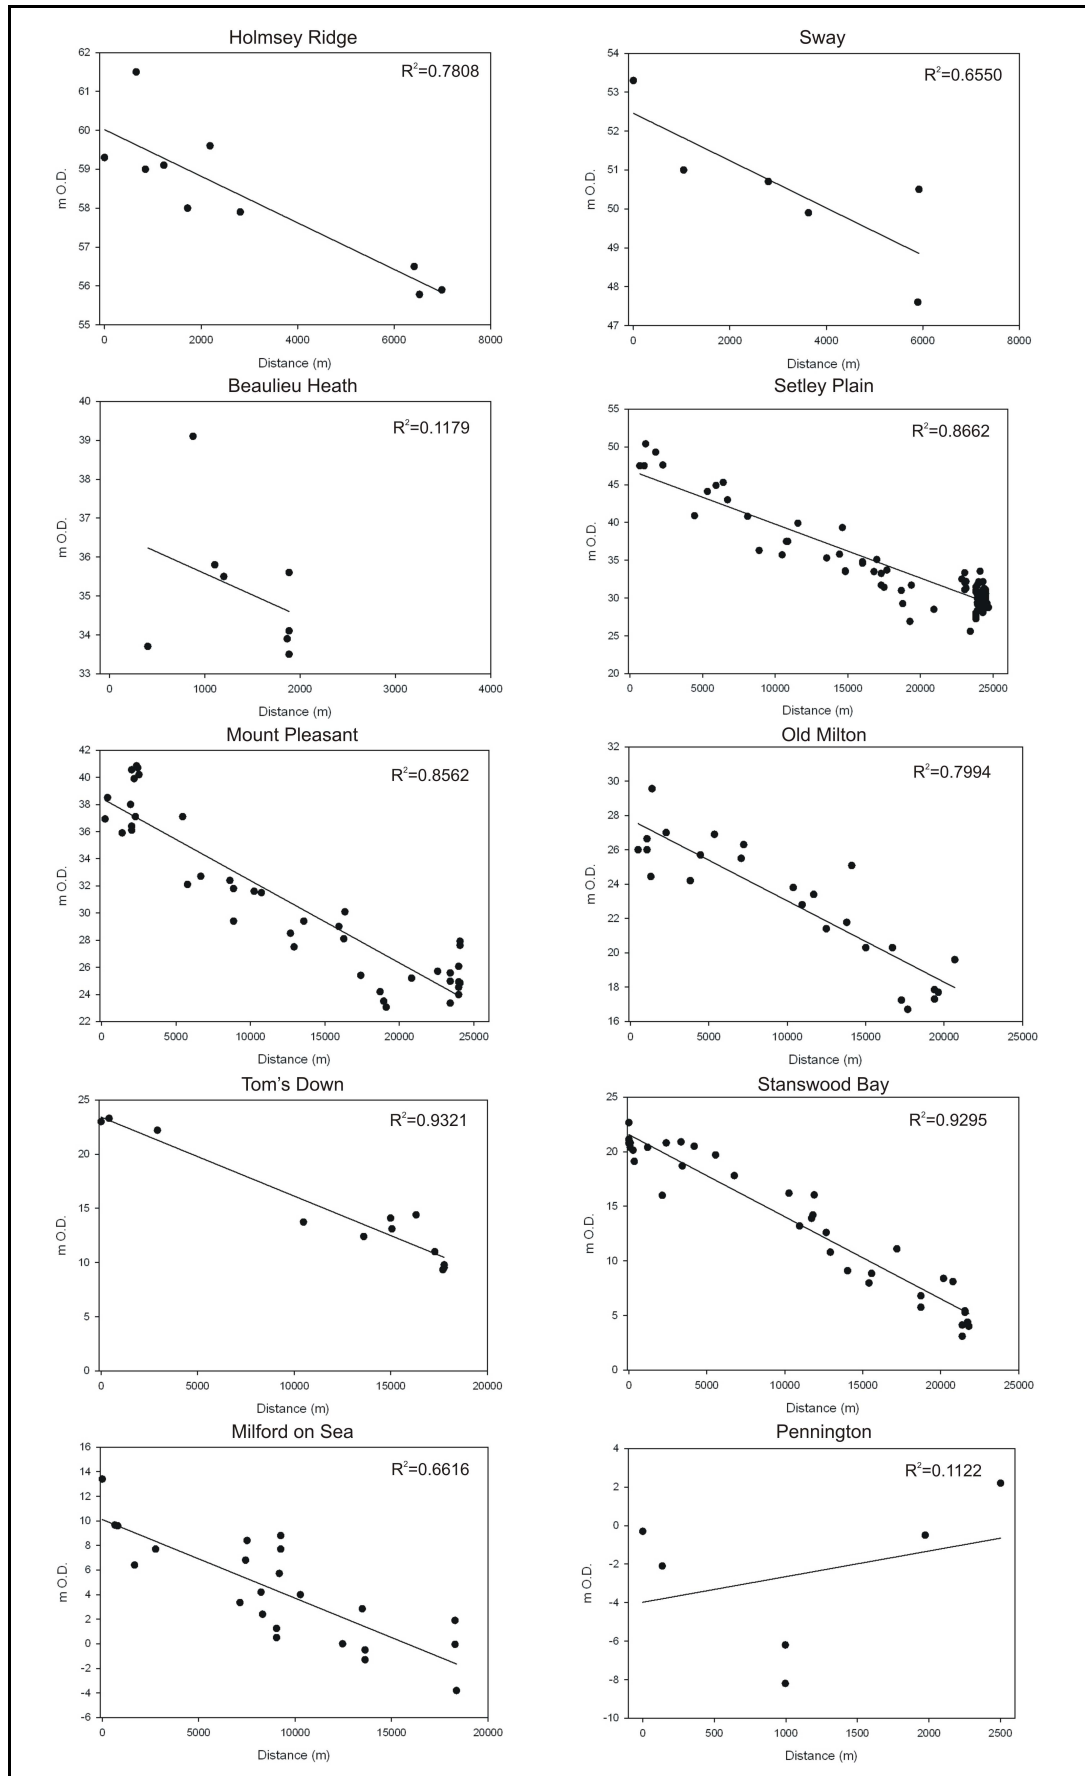 Holmsey Ridge
R²=0.7808
62
61
60
59
58
57
56
55
m O.D.
0 2000 4000 6000 8000
Distance (m)
Sway
R²=0.6550
54
53
52
51
50
49
48
47
m O.D.
0 2000 4000 6000 8000
Distance (m)
Beaulieu Heath
R²=0.1179
40
39
38
37
36
35
34
33
m O.D.
0 1000 2000 3000 4000
Distance (m)
Setley Plain
R²=0.8662
55
50
45
40
35
30
25
20
m O.D.
0 5000 10000 15000 20000 25000
Distance (m)
Mount Pleasant
R²=0.8562
42
40
38
36
34
32
30
28
26
24
22
m O.D.
0 5000 10000 15000 20000 25000
Distance (m)
Old Milton
R²=0.7994
32
30
28
26
24
22
20
18
16
m O.D.
0 5000 10000 15000 20000 25000
Distance (m)
Tom's Down
R²=0.9321
25
20
15
10
5
0
m O.D.
0 5000 10000 15000 20000
Distance (m)
Stanswood Bay
R²=0.9295
25
20
15
10
5
0
m O.D.
0 5000 10000 15000 20000 25000
Distance (m)
Milford on Sea
R²=0.6616
16
14
12
10
8
6
4
2
0
-2
-4
-6
m O.D.
0 5000 10000 15000 20000
Distance (m)
Pennington
R²=0.1122
4
2
0
-2
-4
-6
-8
-10
m O.D.
0 500 1000 1500 2000 2500
Distance (m)